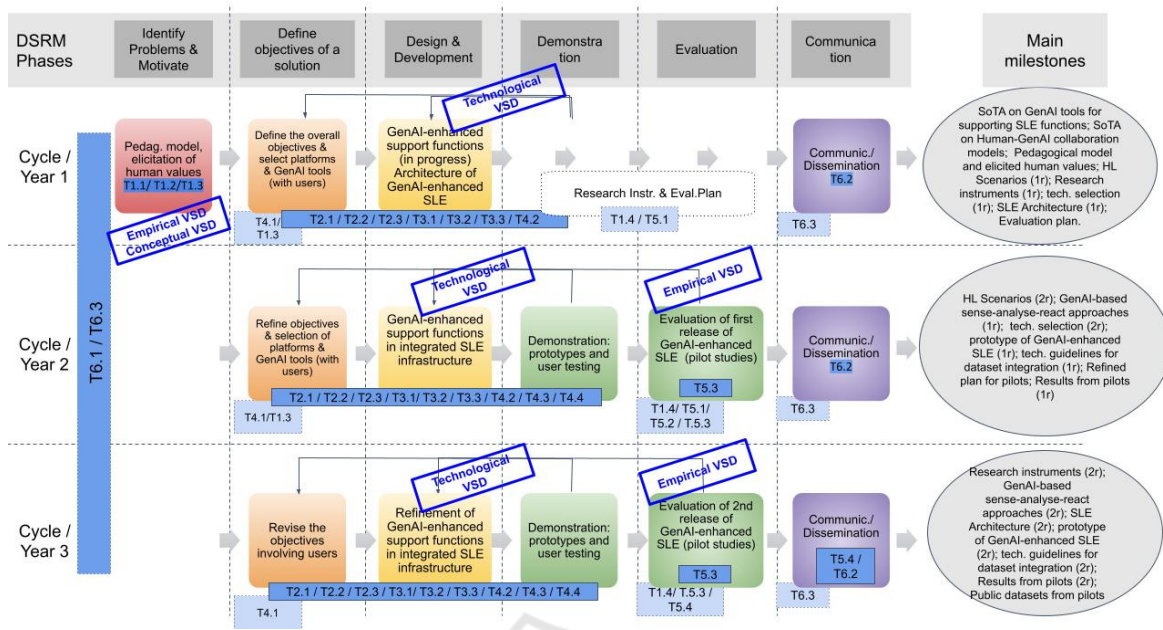 DSRM
Phases
Identify
Problems &
Motivate
Define
objectives of a
solution
Design &
Development
Demonstra
tion
Evaluation
Communica
tion
Main
milestones
Cycle /
Year 1
Pedag. model,
elicitation of
human values
T1.1/ T1.2/T1.3
Empirical VSD
Conceptual VSD
Define the overall
objectives &
select platforms
& GenAI tools
(with users)
T4.1/
T1.3
Technological
VSD
GenAI-enhanced
support functions
(in progress)
Architecture of
GenAI-enhanced
SLE
T2.1 / T2.2 / T2.3 / T3.1 / T3.2 / T3.3 / T4.2
Research Instr. & Eval.Plan
T1.4 / T5.1
Communic./
Dissemination
T6.2
T6.3
SoTA on GenAI tools for
supporting SLE functions; SoTA
on Human-GenAI collaboration
models; Pedagogical model
and elicited human values; HL
Scenarios (1r); Research
instruments (1r); tech. selection
(1r); SLE Architecture (1r);
Evaluation plan.
T6.1 / T6.3
Cycle /
Year 2
Refine objectives
& selection of
platforms &
GenAI tools (with
users)
T4.1/T1.3
Technological
VSD
GenAI-enhanced
support functions
in integrated SLE
infrastructure
Demonstration:
prototypes and
user testing
T2.1 / T2.2 / T2.3 / T3.1/ T3.2 / T3.3 / T4.2 / T4.3 / T4.4
Empirical VSD
Evaluation of first
release of
GenAI-enhanced
SLE (pilot studies)
T5.3
T1.4/ T5.1/
T5.2 / T.5.3
Communic./
Dissemination
T6.2
T6.3
HL Scenarios (2r); GenAI-based
sense-analyse-react approaches
(1r); tech. selection (2r);
prototype of GenAI-enhanced
SLE (1r); tech. guidelines for
dataset integration (1r); Refined
plan for pilots; Results from pilots
(1r)
Cycle /
Year 3
Revise the
objectives
involving users
T4.1
Technological
VSD
Refinement of
GenAI-enhanced
support functions
in integrated SLE
infrastructure
Demonstration:
prototypes and
user testing
T2.1 / T2.2 / T2.3 / T3.1/ T3.2 / T3.3 / T4.2 / T4.3 / T4.4
Empirical VSD
Evaluation of 2nd
release of
GenAI-enhanced
SLE (pilot studies)
T5.3
T1.4/ T.5.3 /
T5.4
Communic./
Dissemination
T5.4 /
T6.2
T6.3
Research instruments (2r);
GenAI-based
sense-analyse-react
approaches (2r); SLE
Architecture (2r); prototype
of GenAI-enhanced SLE
(2r); tech. guidelines for
dataset integration (2r);
Results from pilots (2r);
Public datasets from pilots